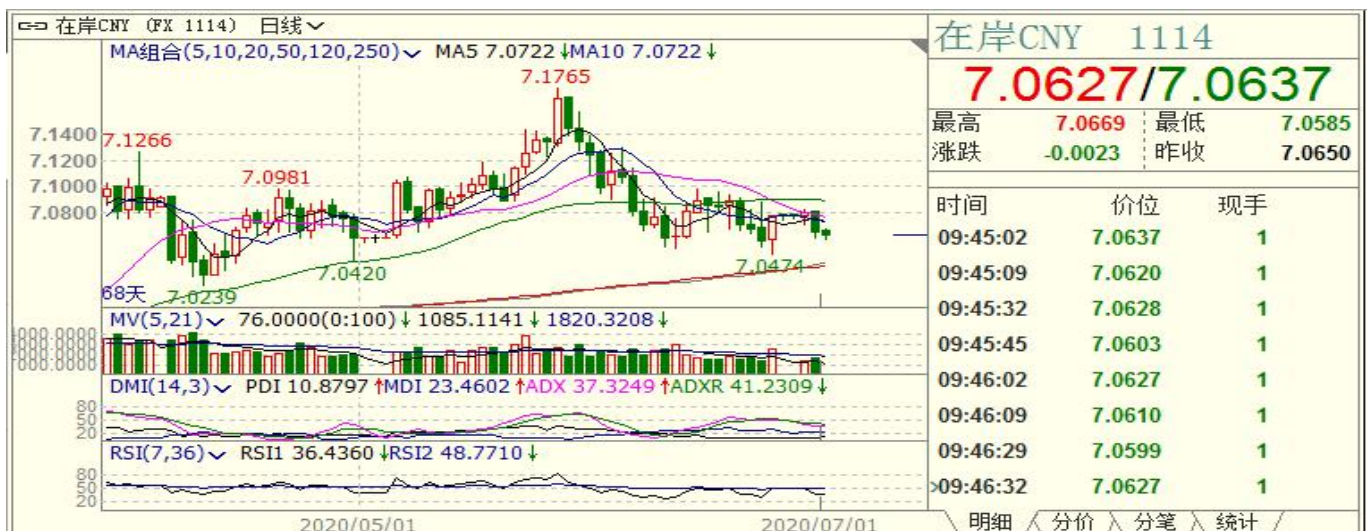 在岸CNY (FX 1114) 日线
MA组合(5,10,20,50,120,250) MA5 7.0722↓MA10 7.0722↓
7.1765
7.1400
7.1266
7.1200
7.1000
7.0981
7.0800
7.0420
7.0474
68天
7.0239
MV(5,21) 76.0000(0:100)↓ 1085.1141↓ 1820.3208↓
000.0000
DMI(14,3) PDI 10.8797 ↑MDI 23.4602 ↑ADX 37.3249 ↑ADXR 41.2309↓
80
50
20
RSI(7,36) RSI1 36.4360 ↓RSI2 48.7710 ↓
80
50
20
2020/05/01
2020/07/01
在岸CNY 1114
7.0627/7.0637
最高 7.0669 最低 7.0585
涨跌 -0.0023 昨收 7.0650
时间 价位 现手
09:45:02 7.0637 1
09:45:09 7.0620 1
09:45:32 7.0628 1
09:45:45 7.0603 1
09:46:02 7.0627 1
09:46:09 7.0610 1
09:46:29 7.0599 1
09:46:32 7.0627 1
明细 分价 分笔 统计